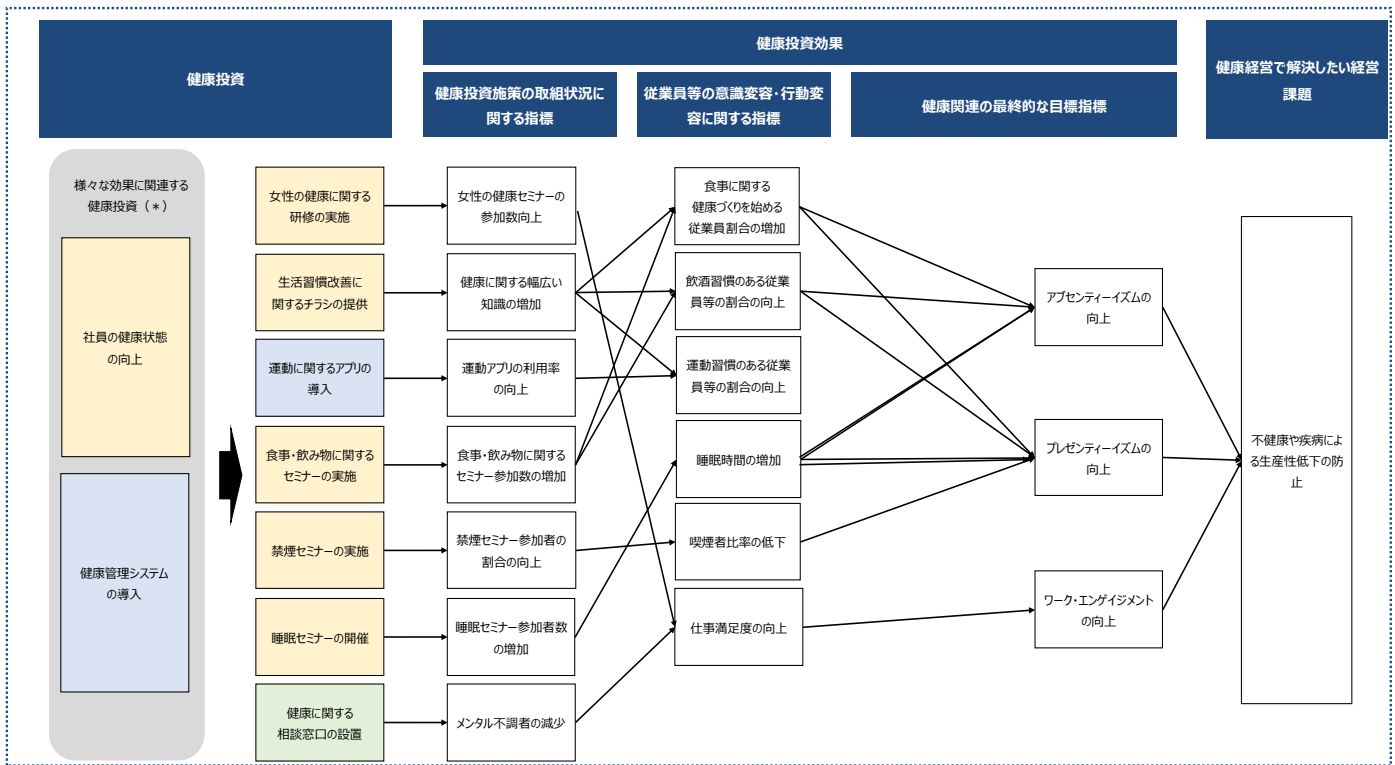 健康投資
健康投資効果
健康経営で解決したい経営
課題
健康投資施策の取組状況に
関する指標
従業員等の意識変容・行動変
容に関する指標
健康関連の最終的な目標指標
様々な効果に関連する
健康投資（*）
社員の健康状態
の向上
健康管理システム
の導入
女性の健康に関する
研修の実施
生活習慣改善に
関するチラシの提供
運動に関するアプリの
導入
食事・飲み物に関する
セミナーの実施
禁煙セミナーの実施
睡眠セミナーの開催
健康に関する
相談窓口の設置
女性の健康セミナーの
参加数向上
健康に関する幅広い
知識の増加
運動アプリの利用率
の向上
食事・飲み物に関する
セミナー参加数の増加
禁煙セミナー参加者の
割合の向上
睡眠セミナー参加者数
の増加
メンタル不調者の減少
食事に関する
健康づくりを始める
従業員割合の増加
飲酒習慣のある従業
員等の割合の向上
運動習慣のある従業
員等の割合の向上
睡眠時間の増加
喫煙者比率の低下
仕事満足度の向上
アブセンティーイズムの
向上
プレゼンティーイズムの
向上
ワーク・エンゲイジメント
の向上
不健康や疾病によ
る生産性低下の防
止